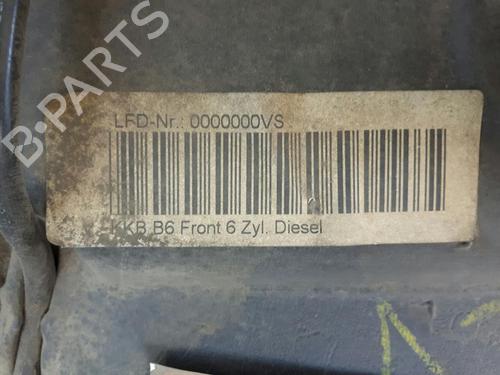 B-PARTS
LFD-Nr.: 0000000VS
KKB B6 Front 6 Zyl. Diesel